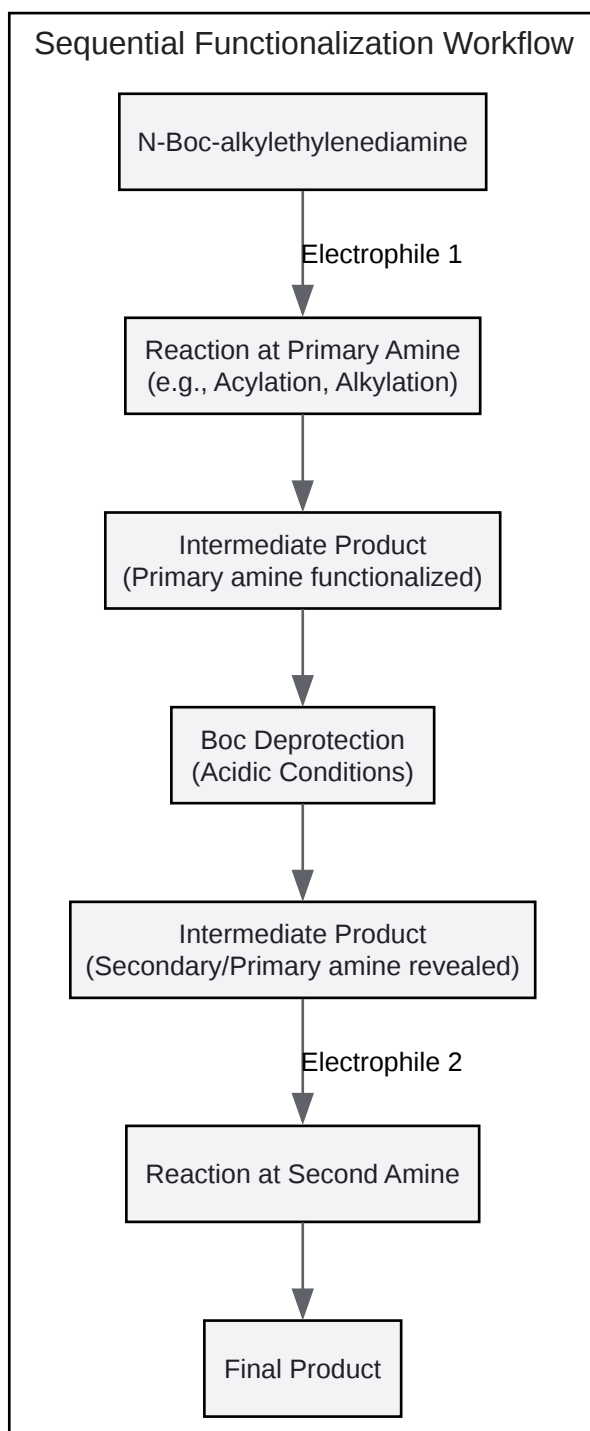 Sequential Functionalization Workflow
N-Boc-alkylethylenediamine
Electrophile 1
Reaction at Primary Amine
(e.g., Acylation, Alkylation)
Intermediate Product
(Primary amine functionalized)
Boc Deprotection
(Acidic Conditions)
Intermediate Product
(Secondary/Primary amine revealed)
Electrophile 2
Reaction at Second Amine
Final Product